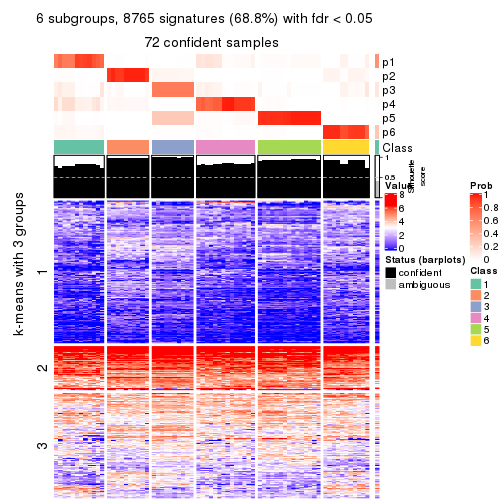 6 subgroups, 8765 signatures (68.8%) with fdr < 0.05
72 confident samples
p1
p2
p3
p4
p5
p6
Class
1
0.5
0
Silhouette
score
k-means with 3 groups
1
2
3
Value
8
6
4
2
0
Status (barplots)
confident
ambiguous
Prob
1
0.8
0.6
0.4
0.2
0
Class
1
2
3
4
5
6